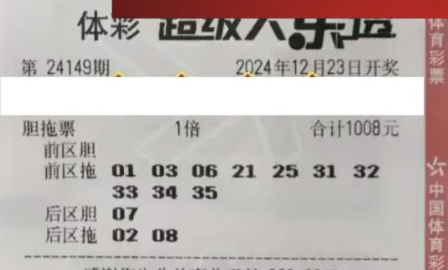 体彩 超级大乐透
第 24149期 2024年12月23日开奖
胆拖票 1倍 合计1008元
前区胆
前区拖 01 03 06 21 25 31 32
33 34 35
后区胆 07
后区拖 02 08
体育彩票
中国体育彩